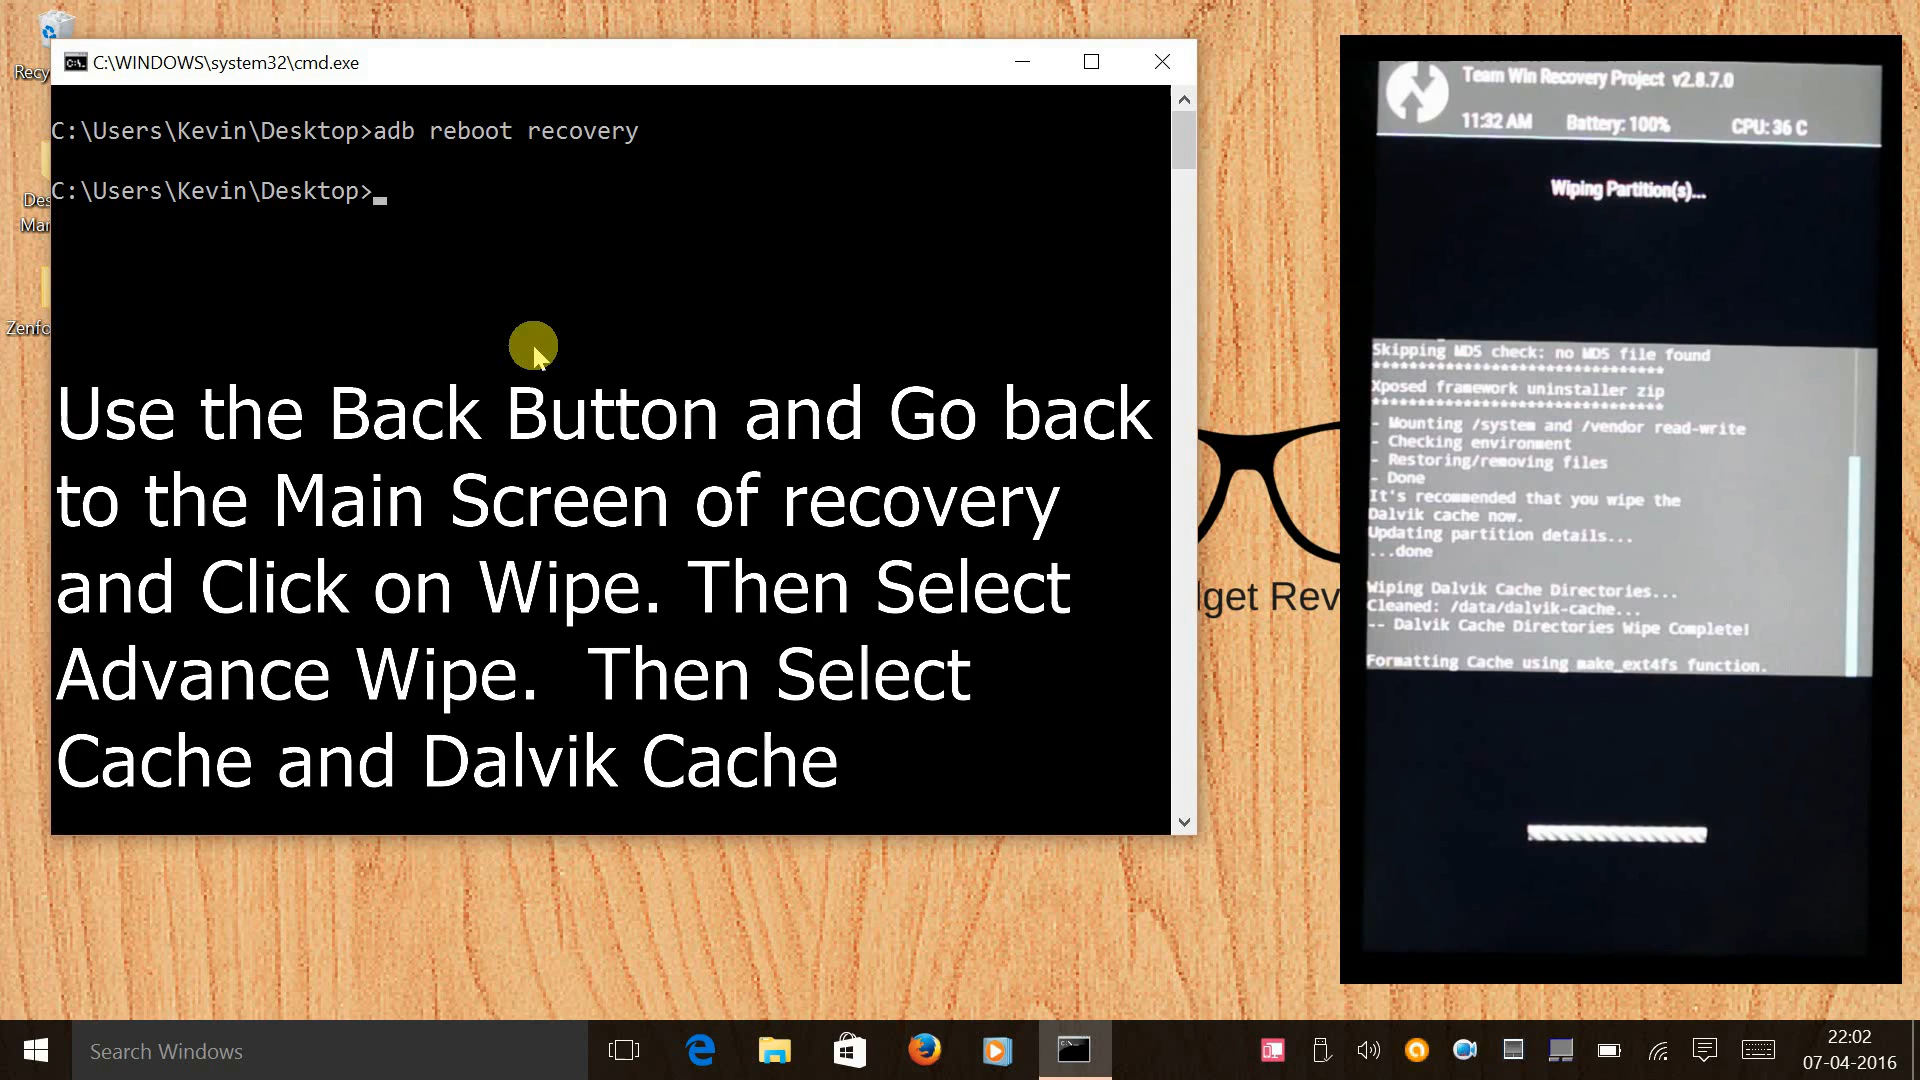 Recy
C:\WINDOWS\system32\cmd.exe
C:\Users\Kevin\Desktop>adb reboot recovery
C:\Users\Kevin\Desktop>
Des
Man
Zenfo
Use the Back Button and Go back
to the Main Screen of recovery
and Click on Wipe. Then Select
Advance Wipe.  Then Select
Cache and Dalvik Cache
lget Rev
Team Win Recovery Project v2.8.7.0
11:32 AM Battery: 100% CPU: 36 C
Wiping Partition(s)...
Skipping MD5 check: no MD5 file found
********************************
Xposed framework uninstaller zip
********************************
- Mounting /system and /vendor read-write
- Checking environment
- Restoring/removing files
- Done
It's recommended that you wipe the
Dalvik cache now.
Updating partition details...
...done
Wiping Dalvik Cache Directories...
Cleaned: /data/dalvik-cache...
-- Dalvik Cache Directories Wipe Complete!
Formatting Cache using make_ext4fs function.
Search Windows
22:02
07-04-2016